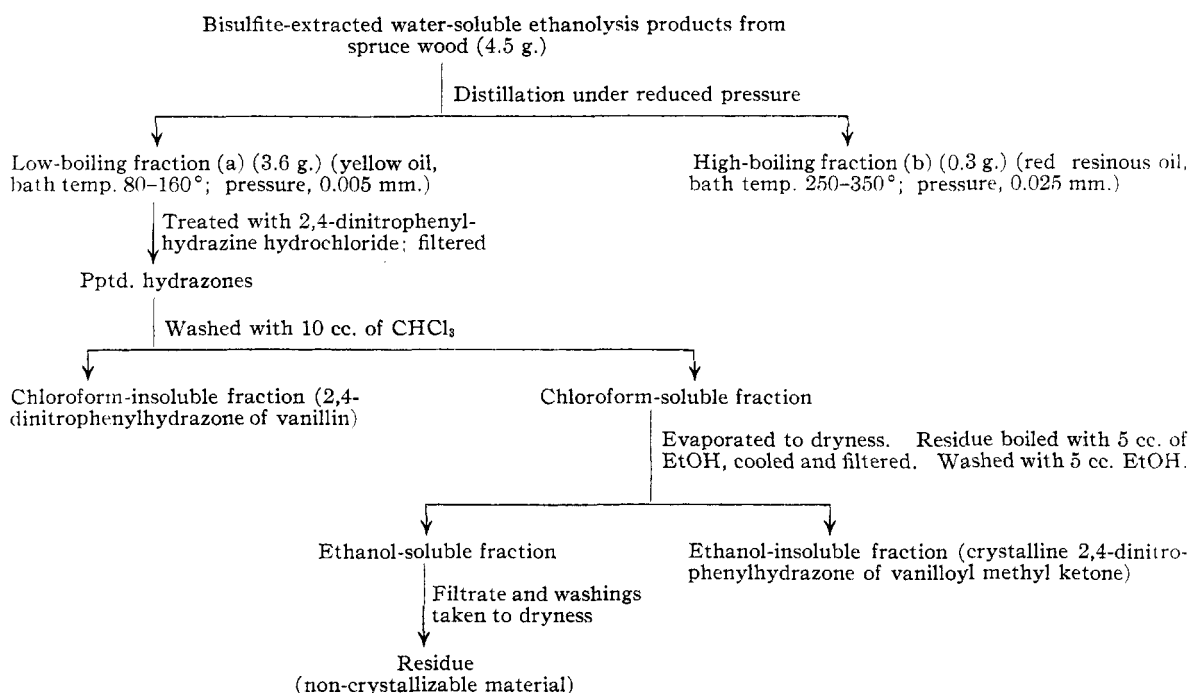 Bisulfite-extracted water-soluble ethanolysis products from
spruce wood (4.5 g.)
Distillation under reduced pressure
Low-boiling fraction (a) (3.6 g.) (yellow oil,
bath temp. 80–160°; pressure, 0.005 mm.)
High-boiling fraction (b) (0.3 g.) (red resinous oil,
bath temp. 250–350°; pressure, 0.025 mm.)
Treated with 2,4-dinitrophenyl-
hydrazine hydrochloride; filtered
Pptd. hydrazones
Washed with 10 cc. of CHCl₃
Chloroform-insoluble fraction (2,4-
dinitrophenylhydrazone of vanillin)
Chloroform-soluble fraction
Evaporated to dryness. Residue boiled with 5 cc. of
EtOH, cooled and filtered. Washed with 5 cc. EtOH.
Ethanol-soluble fraction
Ethanol-insoluble fraction (crystalline 2,4-dinitro-
phenylhydrazone of vanilloyl methyl ketone)
Filtrate and washings
taken to dryness
Residue
(non-crystallizable material)